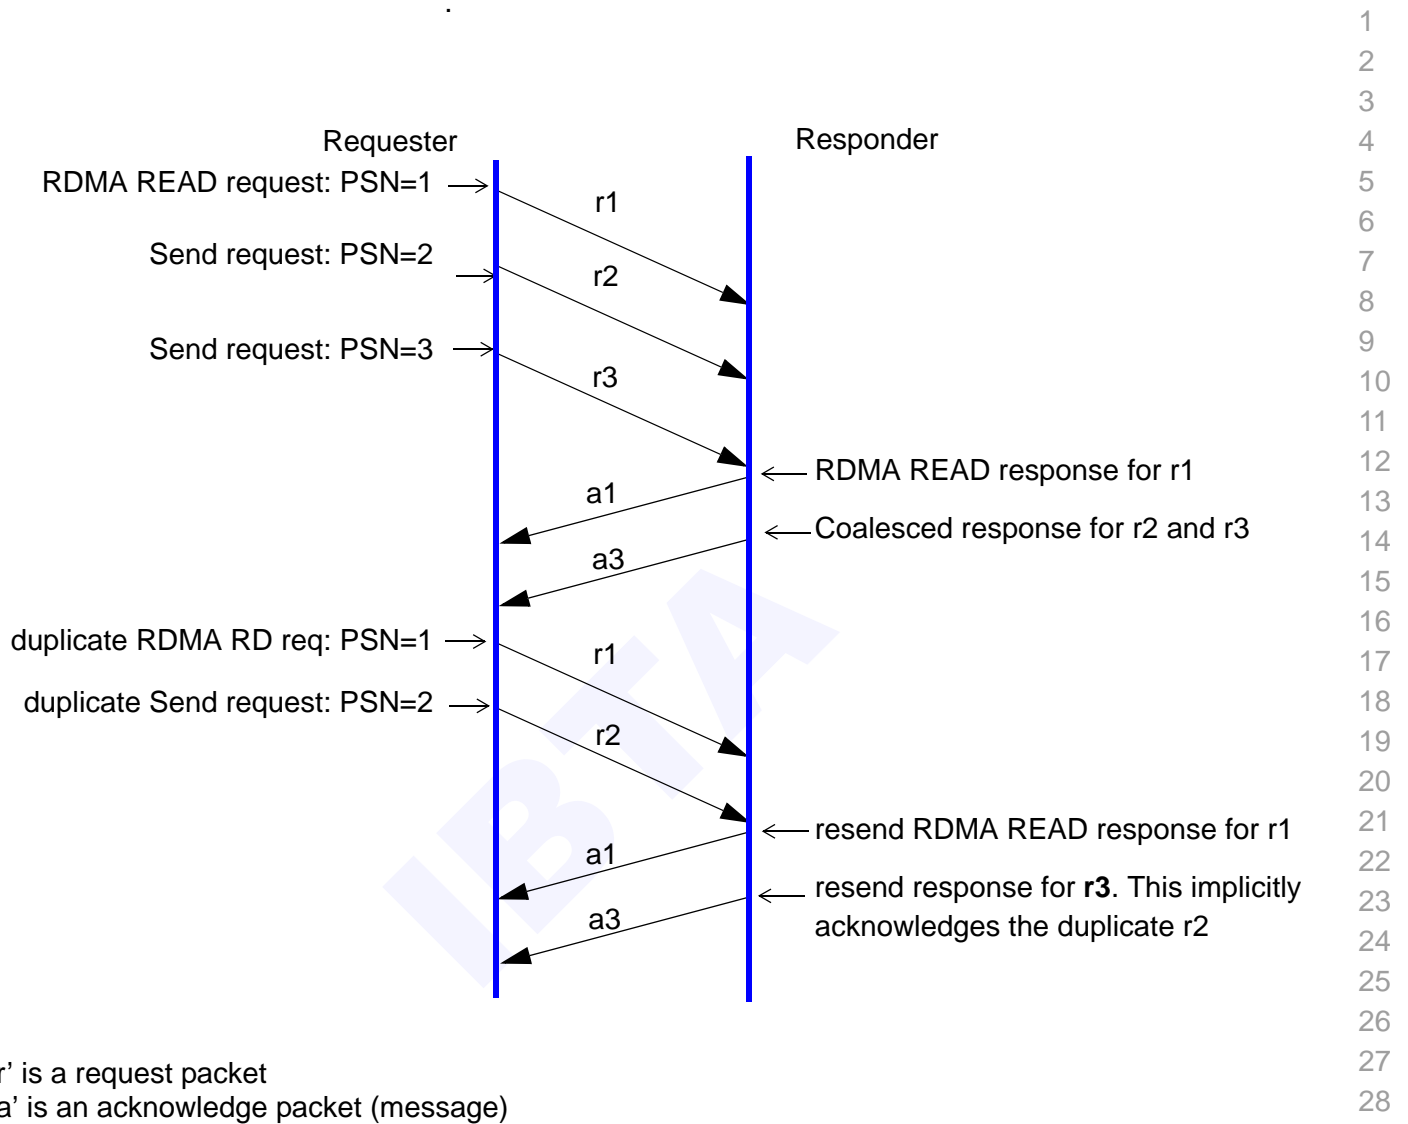 .
1
2
3
Requester Responder 4
RDMA READ request: PSN=1 5
r1
6
Send request: PSN=2 7
r2
8
Send request: PSN=3 9
r3 10
11
RDMA READ response for r1 12
a1 13
Coalesced response for r2 and r3 14
a3
15
duplicate RDMA RD req: PSN=1 16
r1 17
duplicate Send request: PSN=2 18
r2 19
20
resend RDMA READ response for r1 21
a1 22
resend response for r3. This implicitly 23
acknowledges the duplicate r2
a3 24
25
26
r’ is a request packet 27
a’ is an acknowledge packet (message) 28
IBTA